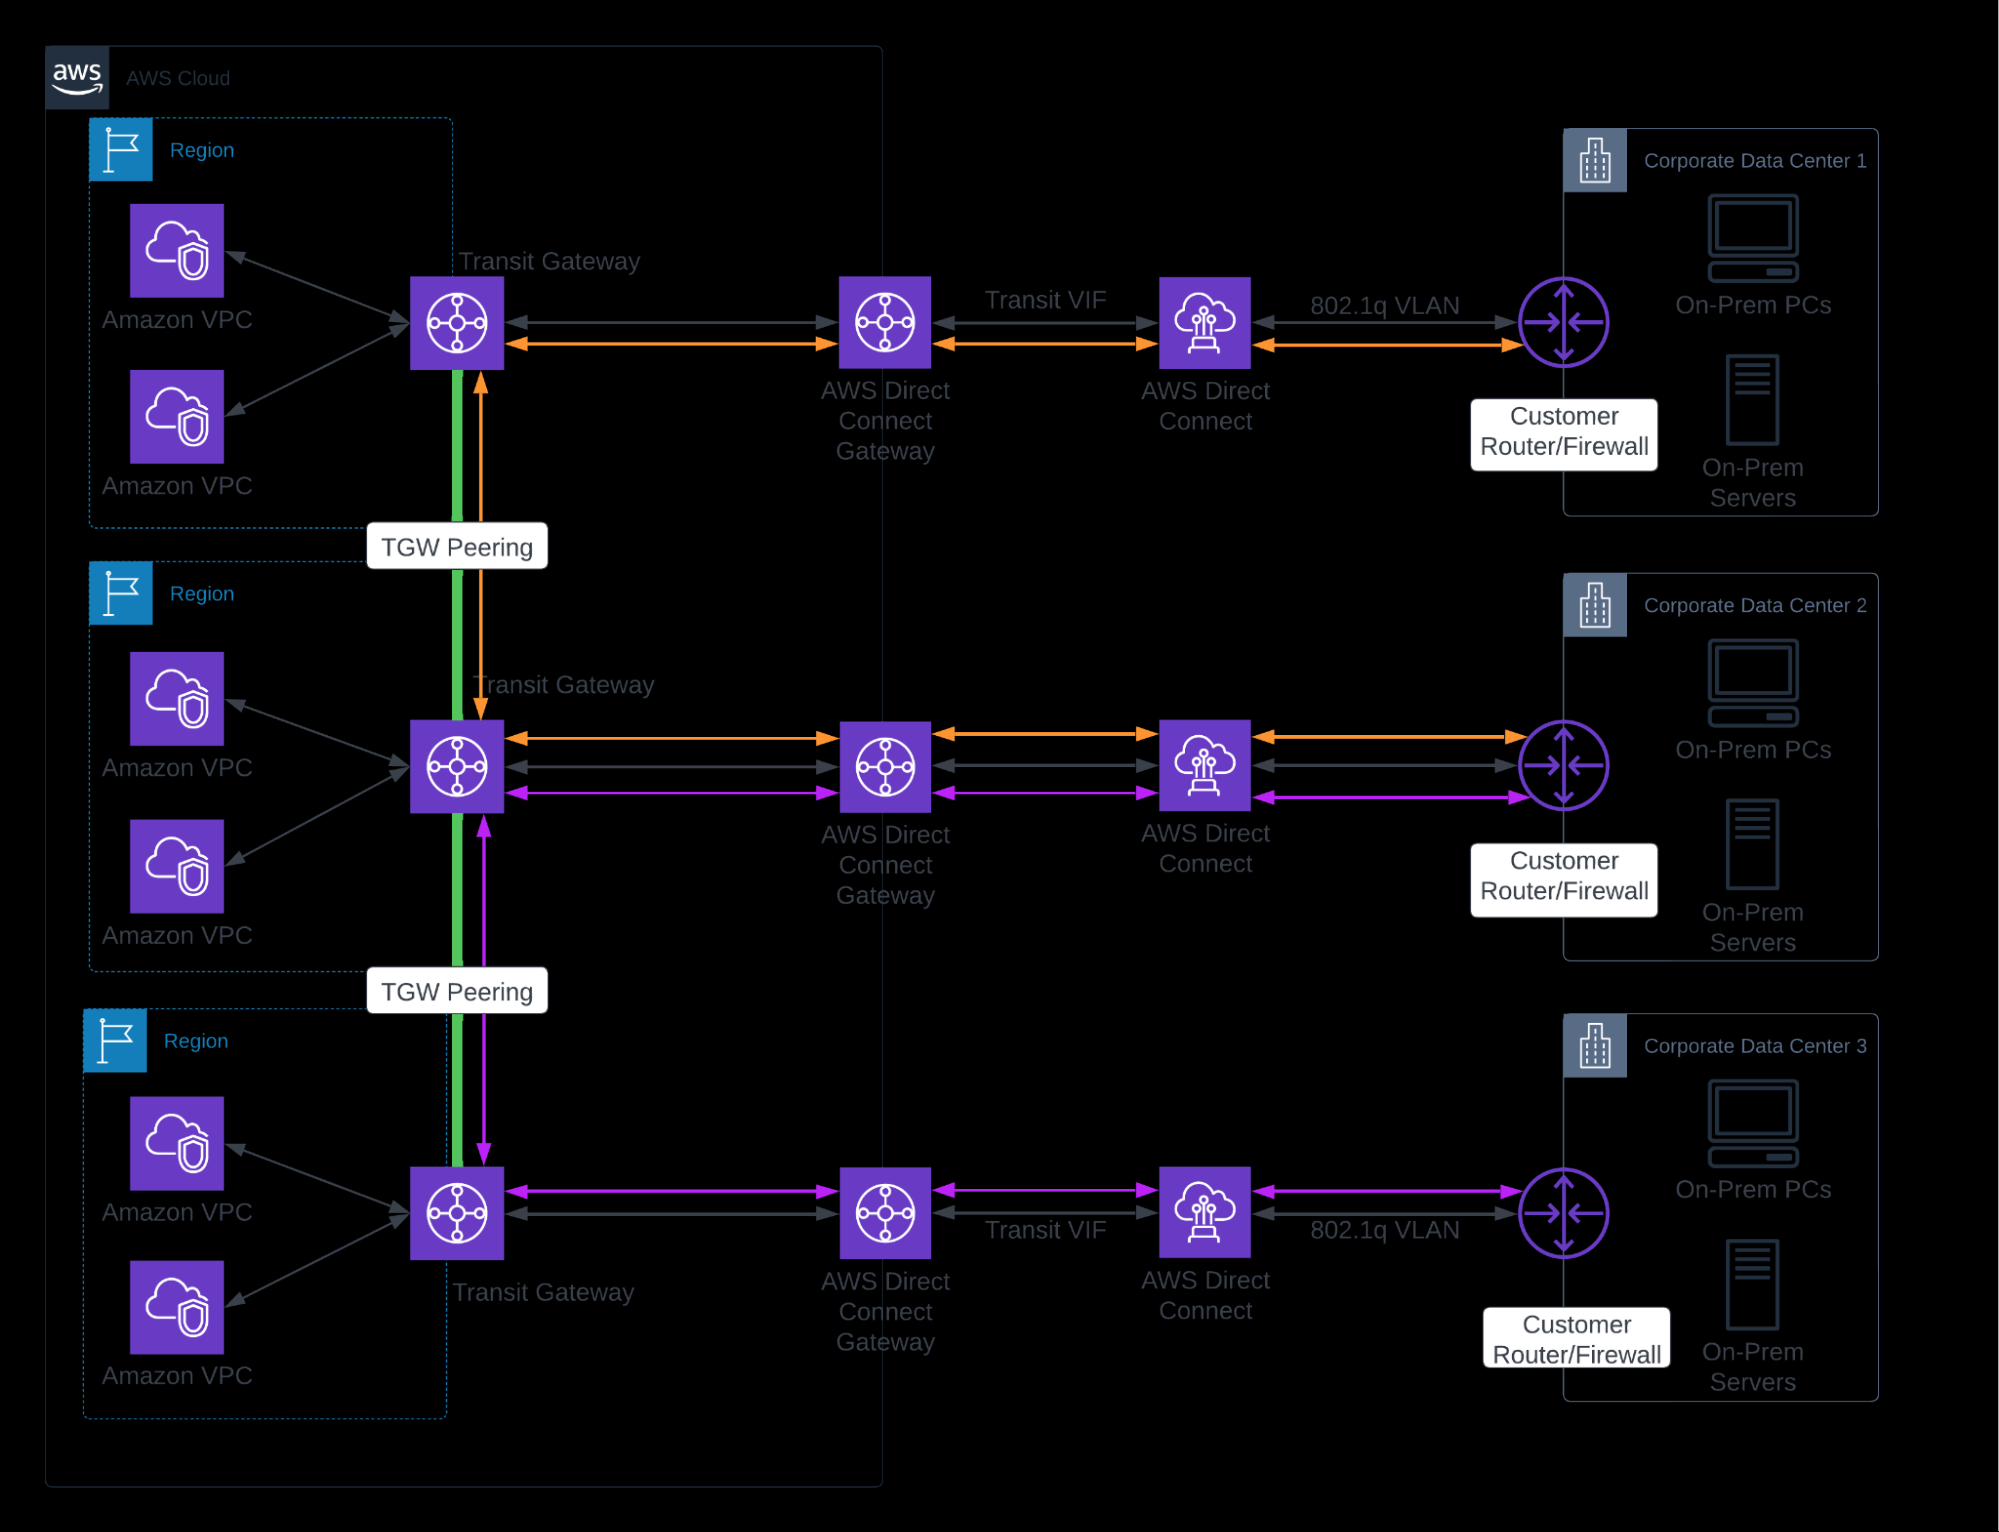 aws
AWS Cloud
Region
Amazon VPC
Amazon VPC
Transit Gateway
AWS Direct
Connect
Gateway
Transit VIF
AWS Direct
Connect
802.1q VLAN
Customer
Router/Firewall
Corporate Data Center 1
On-Prem PCs
On-Prem
Servers
TGW Peering
Region
Amazon VPC
Amazon VPC
Transit Gateway
AWS Direct
Connect
Gateway
AWS Direct
Connect
Customer
Router/Firewall
Corporate Data Center 2
On-Prem PCs
On-Prem
Servers
TGW Peering
Region
Amazon VPC
Amazon VPC
Transit Gateway
AWS Direct
Connect
Gateway
Transit VIF
AWS Direct
Connect
802.1q VLAN
Customer
Router/Firewall
Corporate Data Center 3
On-Prem PCs
On-Prem
Servers